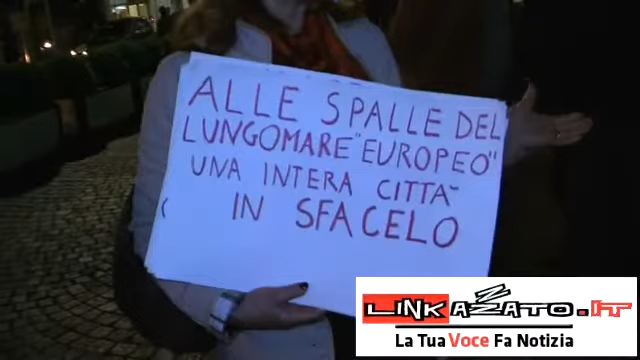 ALLE SPALLE DEL
LUNGOMARE "EUROPEO"
UNA INTERA CITTA'
IN SFACELO
LINKAZZATO.IT
La Tua Voce Fa Notizia